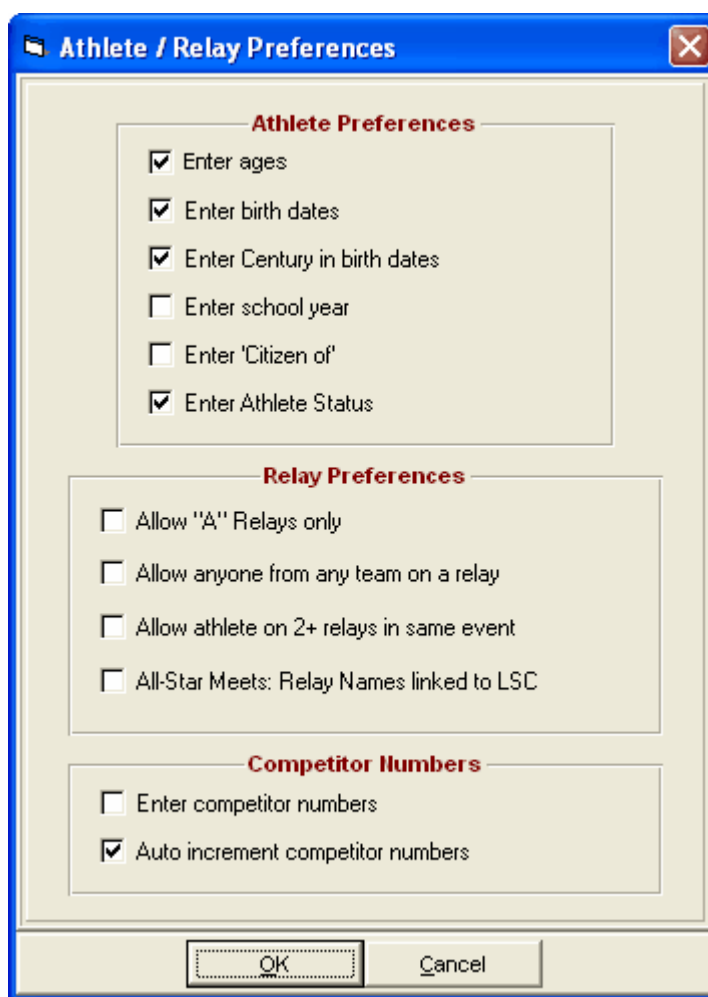 Athlete / Relay Preferences
Athlete Preferences
Enter ages
Enter birth dates
Enter Century in birth dates
Enter school year
Enter 'Citizen of'
Enter Athlete Status
Relay Preferences
Allow "A" Relays only
Allow anyone from any team on a relay
Allow athlete on 2+ relays in same event
All-Star Meets: Relay Names linked to LSC
Competitor Numbers
Enter competitor numbers
Auto increment competitor numbers
OK Cancel